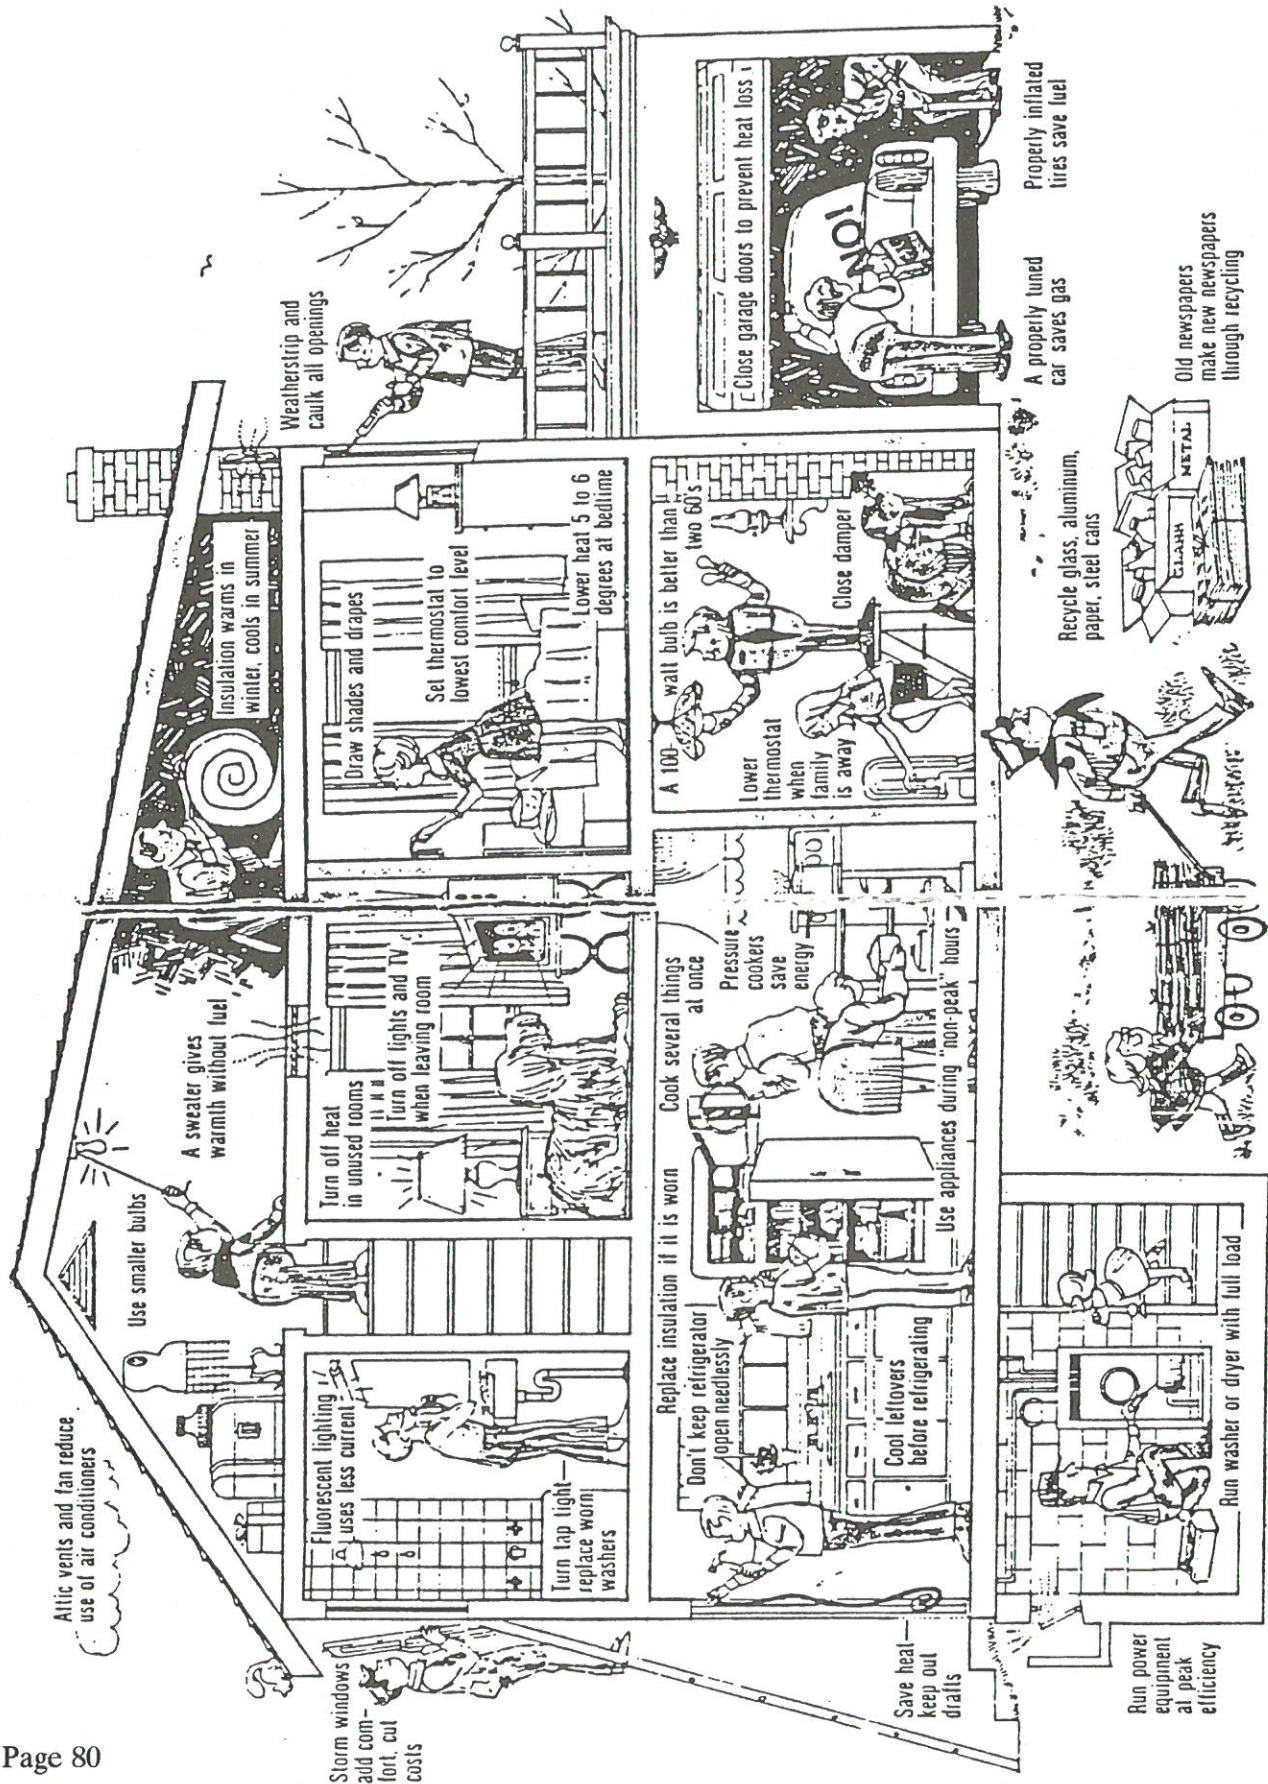 Attic vents and fan reduce
use of air conditioners
Use smaller bulbs
A sweater gives
warmth without fuel
Insulation warms in
winter, cools in summer
Weatherstrip and
caulk all openings
Storm windows
add com-
fort, cut
costs
Fluorescent lighting
uses less current
Turn tap tight—
replace worn
washers
Turn off heat
in unused rooms
Turn off lights and TV
when leaving room
Draw shades and drapes
Set thermostat to
lowest comfort level
Lower heat 5 to 6
degrees at bedtime
Replace insulation if it is worn
Don't keep refrigerator
open needlessly
Cool leftovers
before refrigerating
Cook several things
at once
Pressure
cookers
save
energy
Use appliances during "non-peak" hours
A 100-watt bulb is better than
two 60's
Lower
thermostat
when
family
is away
Close damper
Close garage doors to prevent heat loss
NO!
A properly tuned
car saves gas
Properly inflated
tires save fuel
Save heat—
keep out
drafts
Run power
equipment
at peak
efficiency
Run washer or dryer with full load
Recycle glass, aluminum,
paper, steel cans
METAL
Old newspapers
make new newspapers
through recycling
Page 80